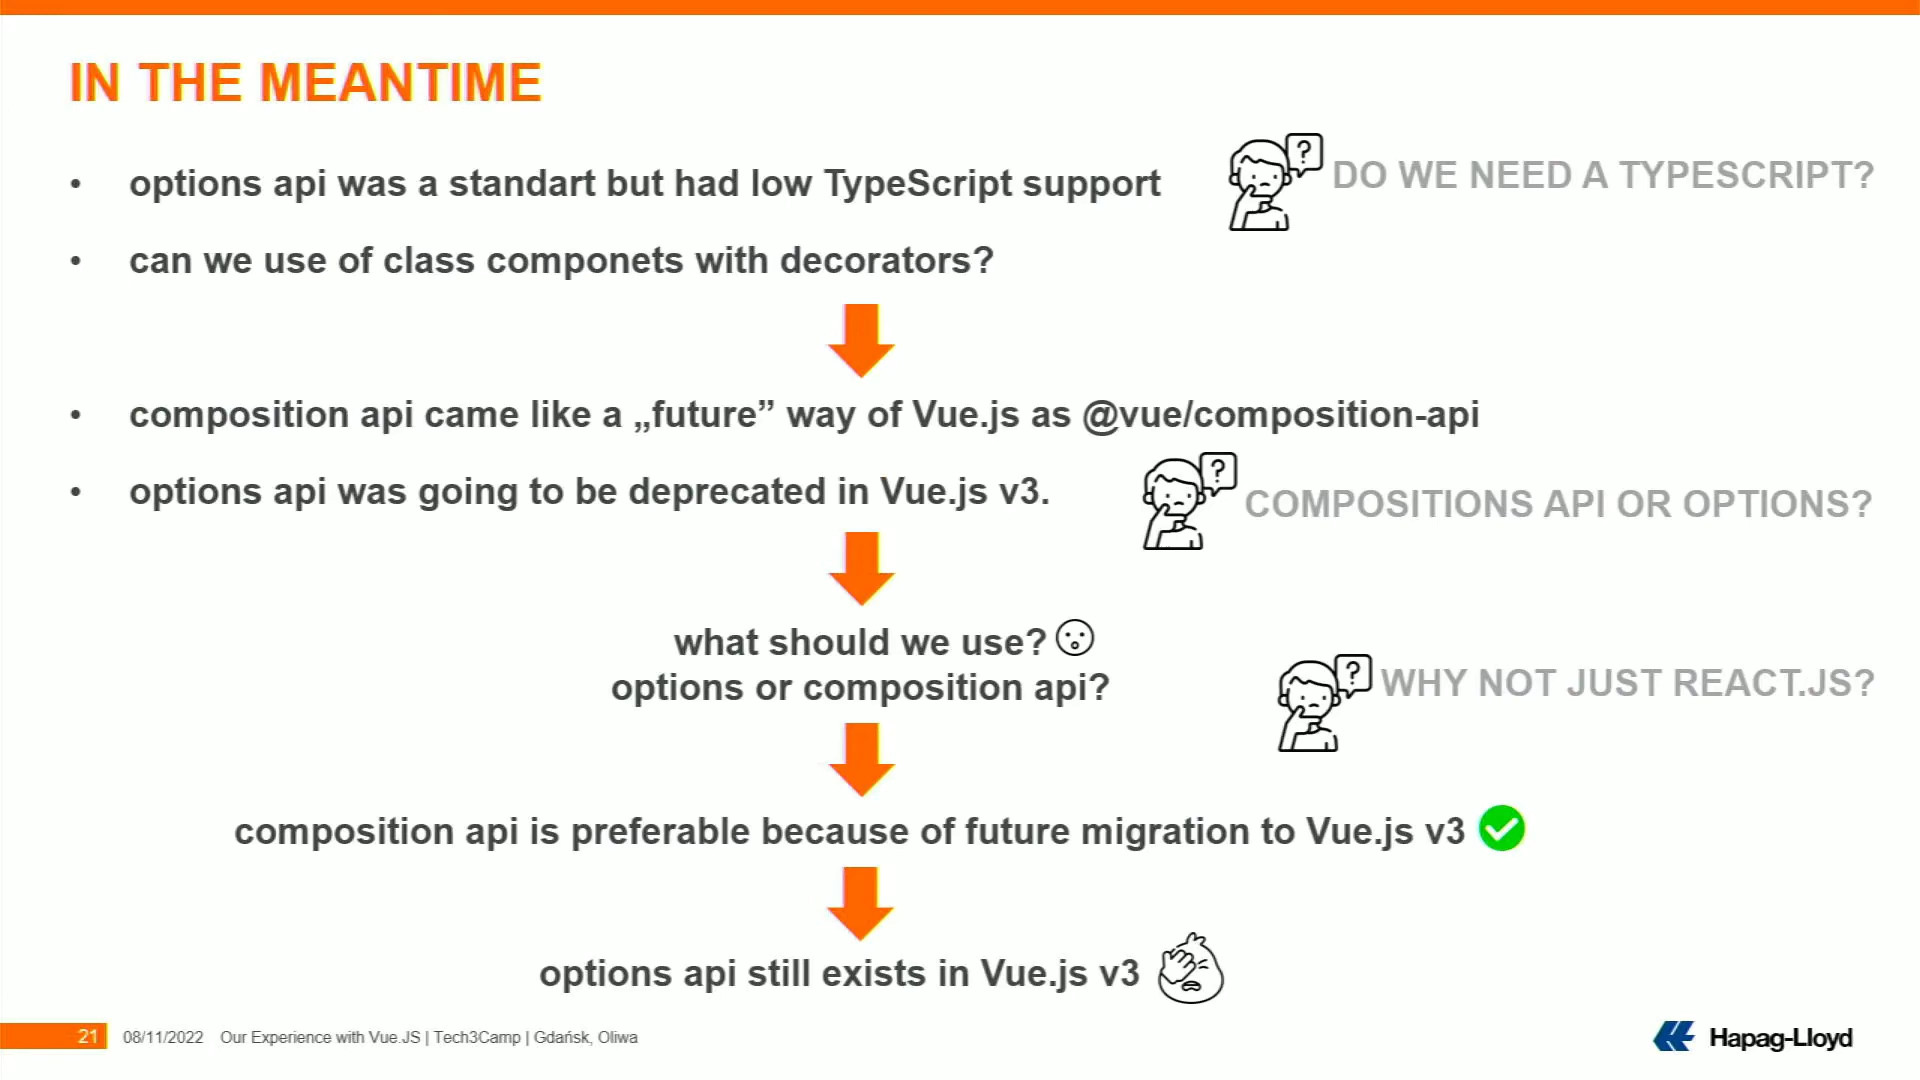 IN THE MEANTIME
• options api was a standart but had low TypeScript support
? DO WE NEED A TYPESCRIPT?
• can we use of class componets with decorators?
• composition api came like a „future” way of Vue.js as @vue/composition-api
• options api was going to be deprecated in Vue.js v3.
? COMPOSITIONS API OR OPTIONS?
what should we use?
options or composition api?
? WHY NOT JUST REACT.JS?
composition api is preferable because of future migration to Vue.js v3
options api still exists in Vue.js v3
21 08/11/2022 Our Experience with Vue.JS | Tech3Camp | Gdańsk, Oliwa
Hapag-Lloyd